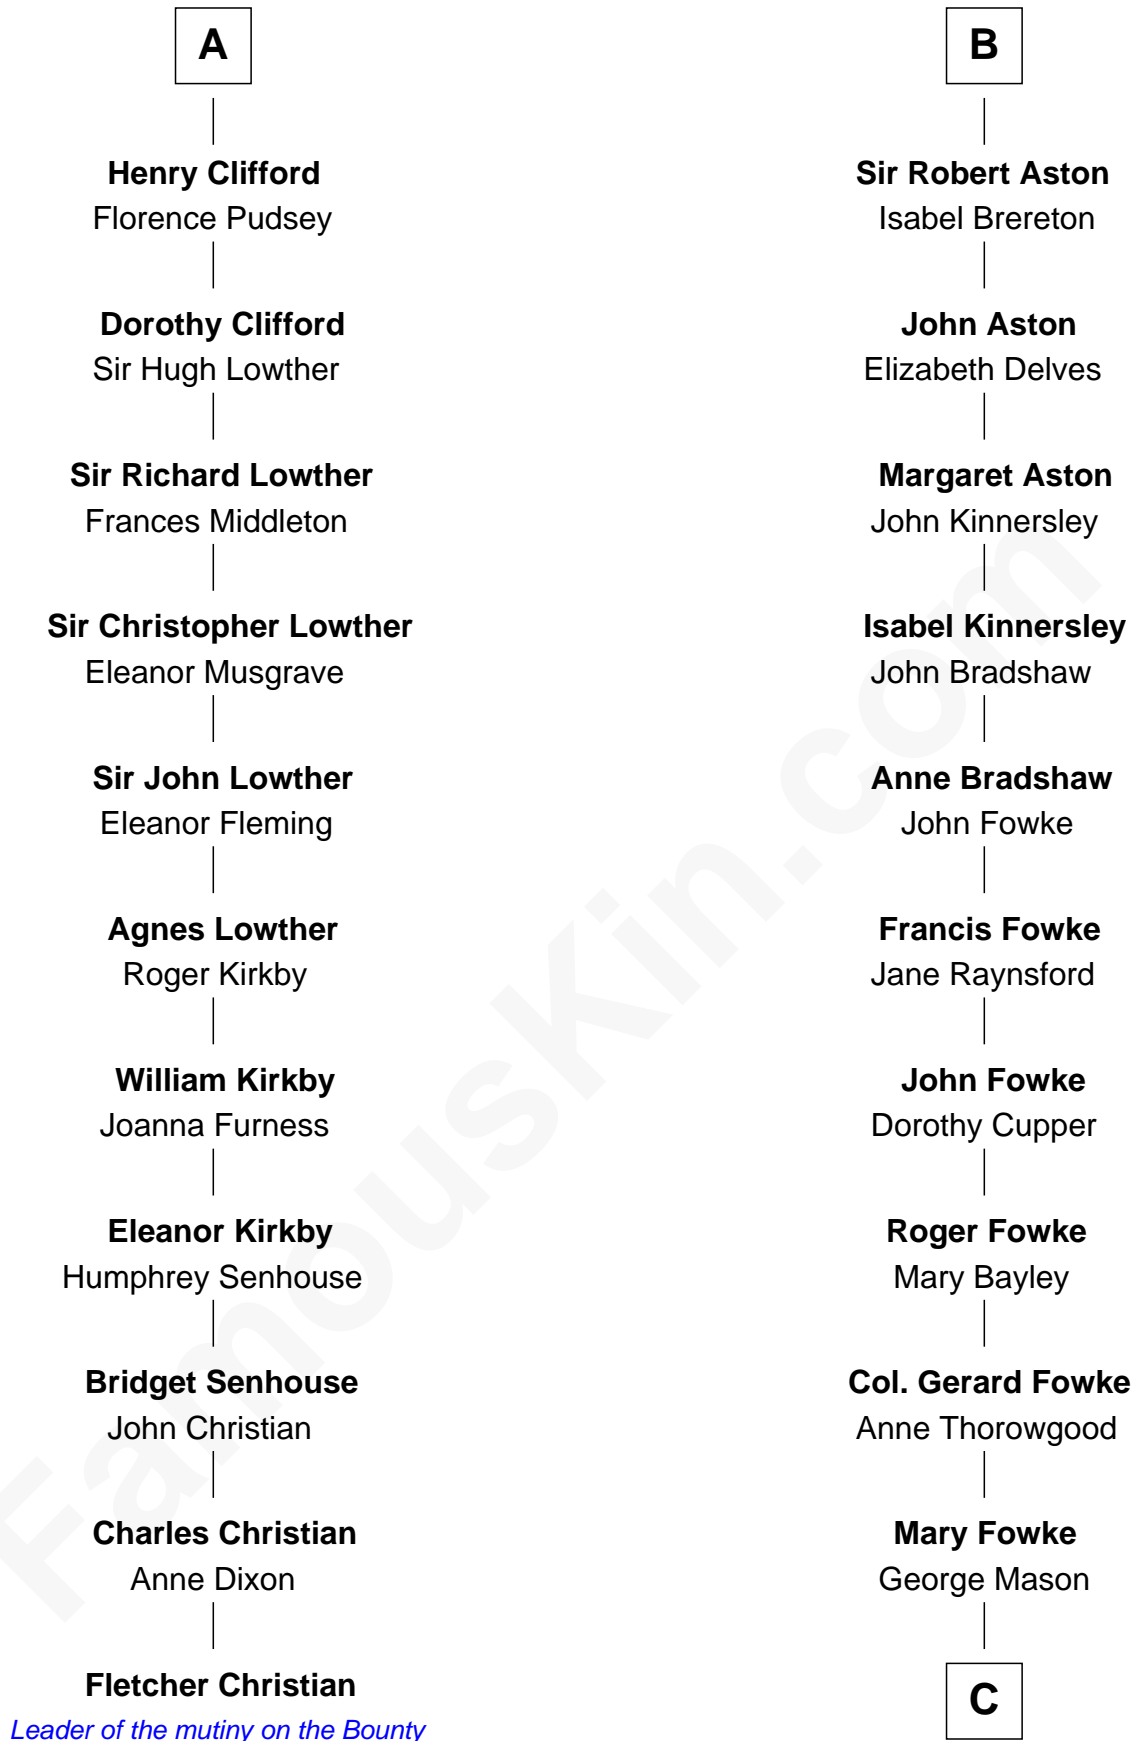 A
Henry Clifford
Florence Pudsey
Dorothy Clifford
Sir Hugh Lowther
Sir Richard Lowther
Frances Middleton
Sir Christopher Lowther
Eleanor Musgrave
Sir John Lowther
Eleanor Fleming
Agnes Lowther
Roger Kirkby
William Kirkby
Joanna Furness
Eleanor Kirkby
Humphrey Senhouse
Bridget Senhouse
John Christian
Charles Christian
Anne Dixon
Fletcher Christian
Leader of the mutiny on the Bounty
B
Sir Robert Aston
Isabel Brereton
John Aston
Elizabeth Delves
Margaret Aston
John Kinnersley
Isabel Kinnersley
John Bradshaw
Anne Bradshaw
John Fowke
Francis Fowke
Jane Raynsford
John Fowke
Dorothy Cupper
Roger Fowke
Mary Bayley
Col. Gerard Fowke
Anne Thorowgood
Mary Fowke
George Mason
C
FamousKin.com